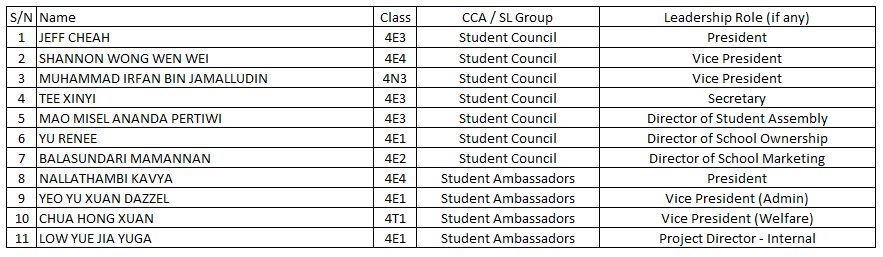 S/N Name Class CCA / SL Group Leadership Role (if any)
1 JEFF CHEAH 4E3 Student Council President
2 SHANNON WONG WEN WEI 4E4 Student Council Vice President
3 MUHAMMAD IRFAN BIN JAMALLUDIN 4N3 Student Council Vice President
4 TEE XINYI 4E3 Student Council Secretary
5 MAO MISEL ANANDA PERTIWI 4E3 Student Council Director of Student Assembly
6 YU RENEE 4E1 Student Council Director of School Ownership
7 BALASUNDARI MAMANNAN 4E2 Student Council Director of School Marketing
8 NALLATHAMBI KAVYA 4E4 Student Ambassadors President
9 YEO YU XUAN DAZZEL 4E1 Student Ambassadors Vice President (Admin)
10 CHUA HONG XUAN 4T1 Student Ambassadors Vice President (Welfare)
11 LOW YUE JIA YUGA 4E1 Student Ambassadors Project Director - Internal